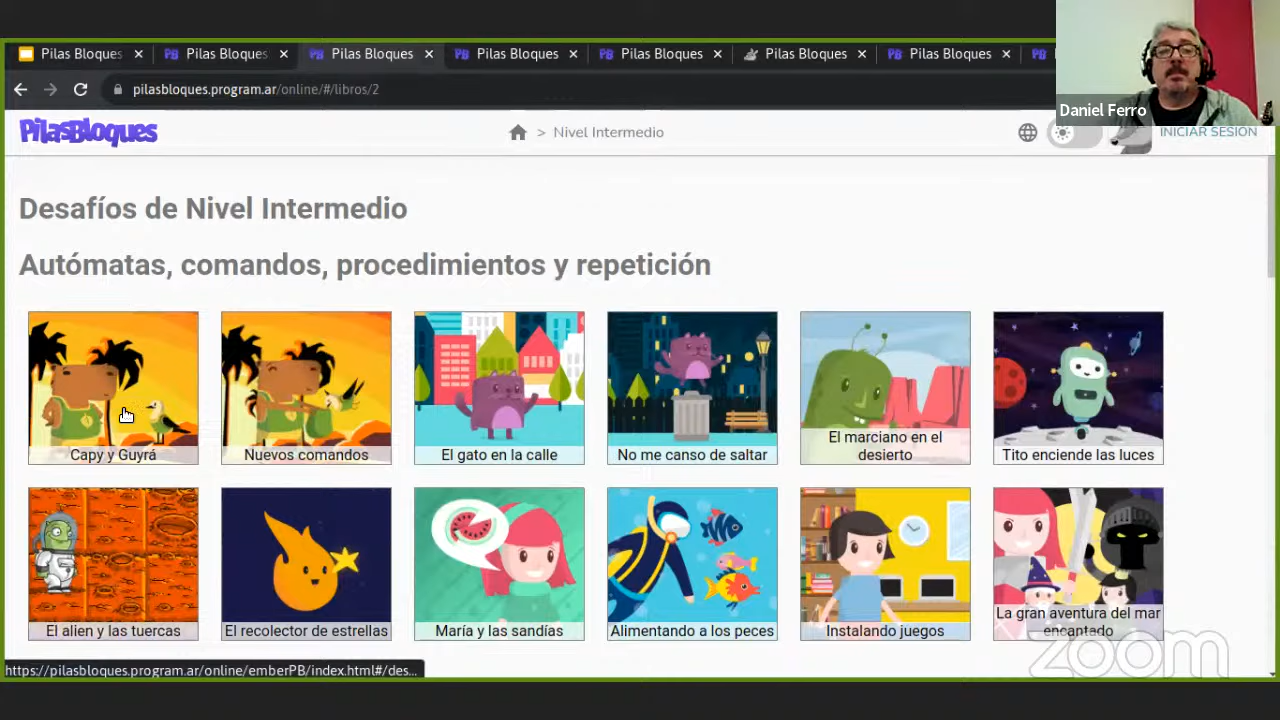 Pilas Bloques
Pilas Bloques
Pilas Bloques
Pilas Bloques
Pilas Bloques
Pilas Bloques
Pilas Bloques
pilasbloques.program.ar/online/#/libros/2
Daniel Ferro
PilasBloques
> Nivel Intermedio
INICIAR SESIÓN
Desafíos de Nivel Intermedio
Autómatas, comandos, procedimientos y repetición
Capy y Guyrá
Nuevos comandos
El gato en la calle
No me canso de saltar
El marciano en el
desierto
Tito enciende las luces
El alien y las tuercas
El recolector de estrellas
María y las sandías
Alimentando a los peces
Instalando juegos
La gran aventura del mar
encantado
https://pilasbloques.program.ar/online/emberPB/index.html#/des...
zoom